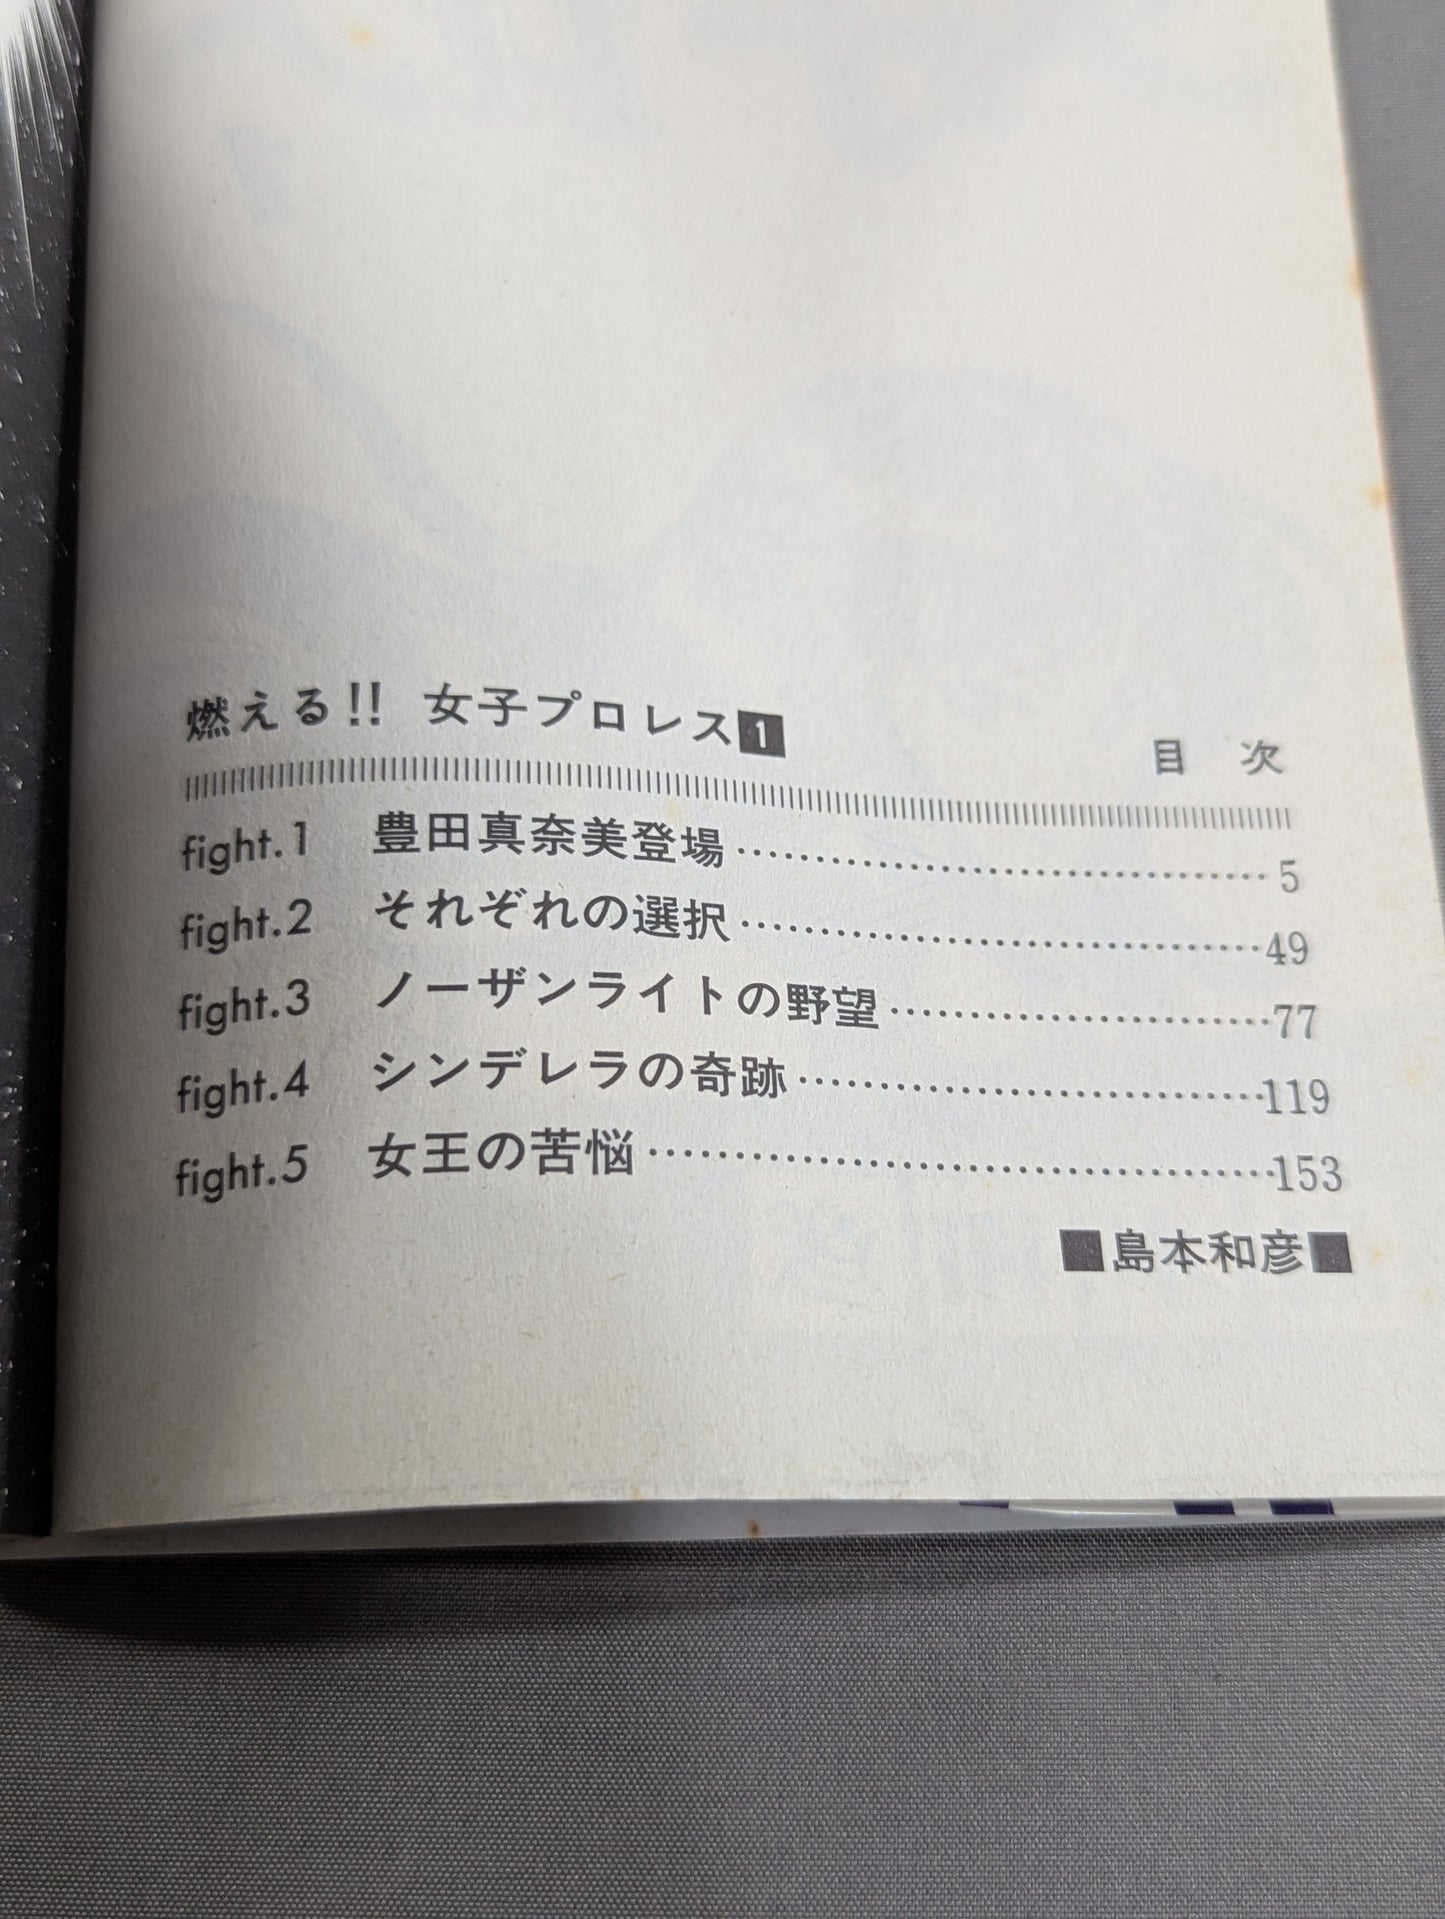 燃える!! 女子プロレス1
目 次
fight.1 豊田真奈美登場……………………………5
fight.2 それぞれの選択……………………………49
fight.3 ノーザンライトの野望……………………77
fight.4 シンデレラの奇跡…………………………119
fight.5 女王の苦悩…………………………………153
■島本和彦■